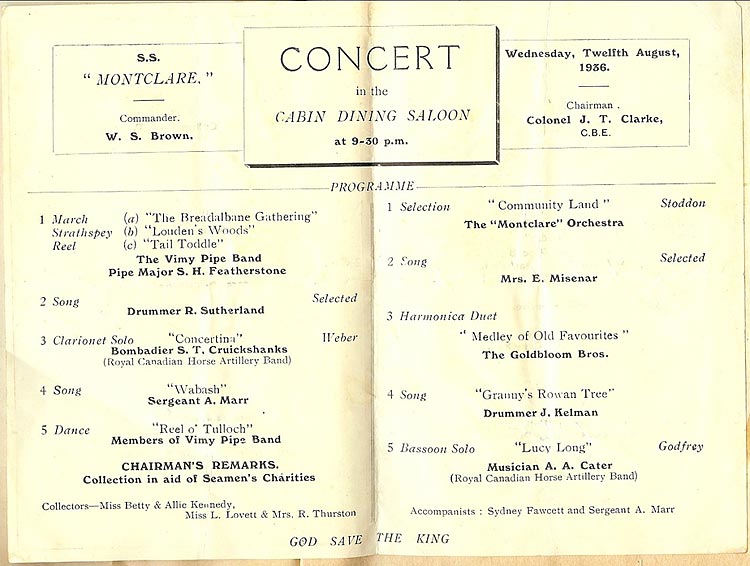 S.S.
"MONTCLARE,"
Commander.
W. S. Brown.
CONCERT
in the
CABIN DINING SALOON
at 9-30 p.m.
Wednesday, Twelfth August,
1936.
Chairman.
Colonel J. T. Clarke,
C.B.E.
PROGRAMME
1 March (a) "The Breadalbane Gathering"
Strathspey (b) "Louden's Woods"
Reel (c) "Tail Toddle"
The Vimy Pipe Band
Pipe Major S. H. Featherstone
2 Song Selected
Drummer R. Sutherland
3 Clarionet Solo "Concertina" Weber
Bombadier S. T. Cruickshanks
(Royal Canadian Horse Artillery Band)
4 Song "Wabash"
Sergeant A. Marr
5 Dance "Reel o' Tulloch"
Members of Vimy Pipe Band
CHAIRMAN'S REMARKS.
Collection in aid of Seamen's Charities
Collectors—Miss Betty & Allie Kennedy,
Miss L. Lovett & Mrs. R. Thurston
1 Selection "Community Land" Stoddon
The "Montclare" Orchestra
2 Song Selected
Mrs. E. Misenar
3 Harmonica Duet
"Medley of Old Favourites"
The Goldbloom Bros.
4 Song "Granny's Rowan Tree"
Drummer J. Kelman
5 Bassoon Solo "Lucy Long" Godfrey
Musician A. A. Cater
(Royal Canadian Horse Artillery Band)
Accompanists : Sydney Fawcett and Sergeant A. Marr
GOD SAVE THE KING